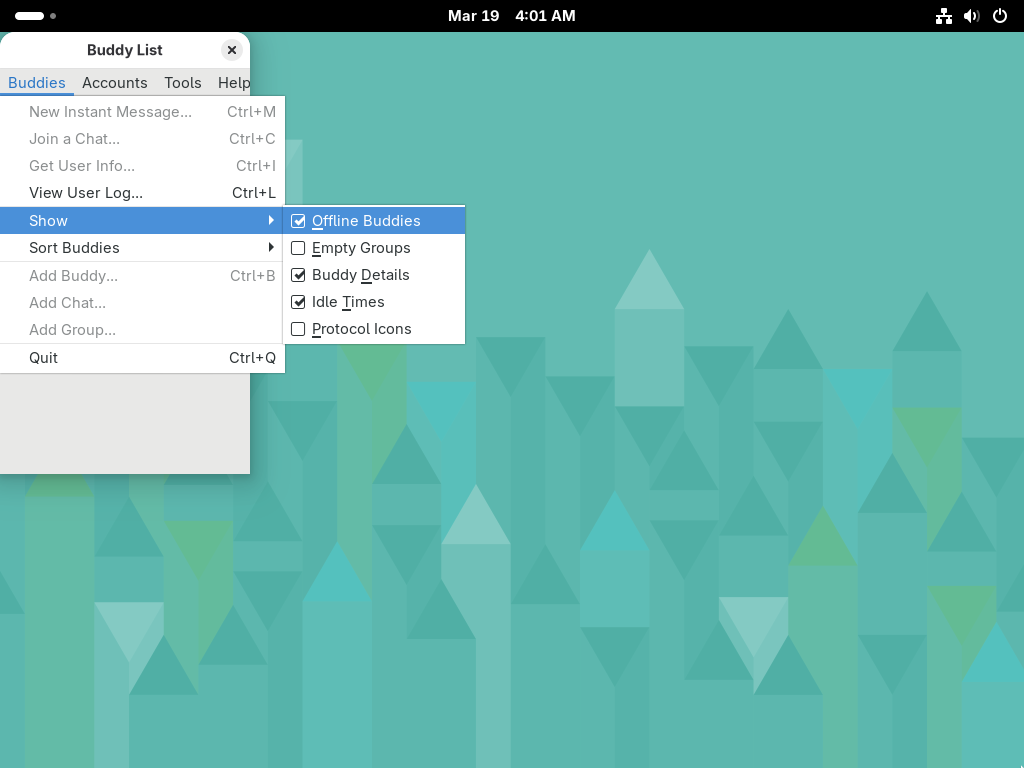 Mar 19 4:01 AM
Buddy List
Buddies Accounts Tools Help
New Instant Message... Ctrl+M
Join a Chat... Ctrl+C
Get User Info... Ctrl+I
View User Log... Ctrl+L
Show Offline Buddies
Sort Buddies Empty Groups
Add Buddy... Ctrl+B Buddy Details
Add Chat... Idle Times
Add Group... Protocol Icons
Quit Ctrl+Q